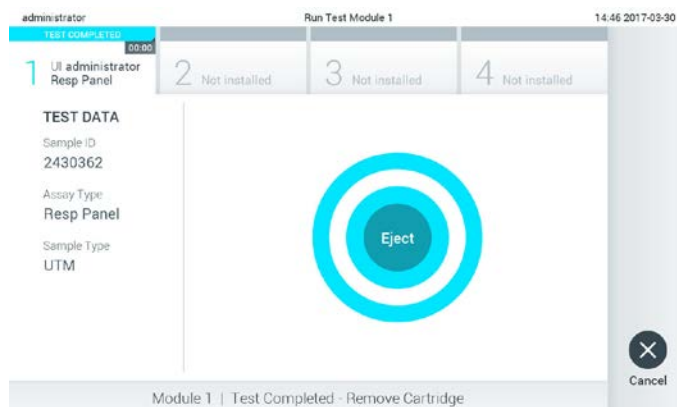 administrator Run Test Module 1 14:46 2017-03-30
TEST COMPLETED
00:00
1 UI administrator
Resp Panel
2 Not installed
3 Not installed
4 Not installed
TEST DATA
Sample ID
2430362
Assay Type
Resp Panel
Sample Type
UTM
Eject
Cancel
Module 1 | Test Completed - Remove Cartridge